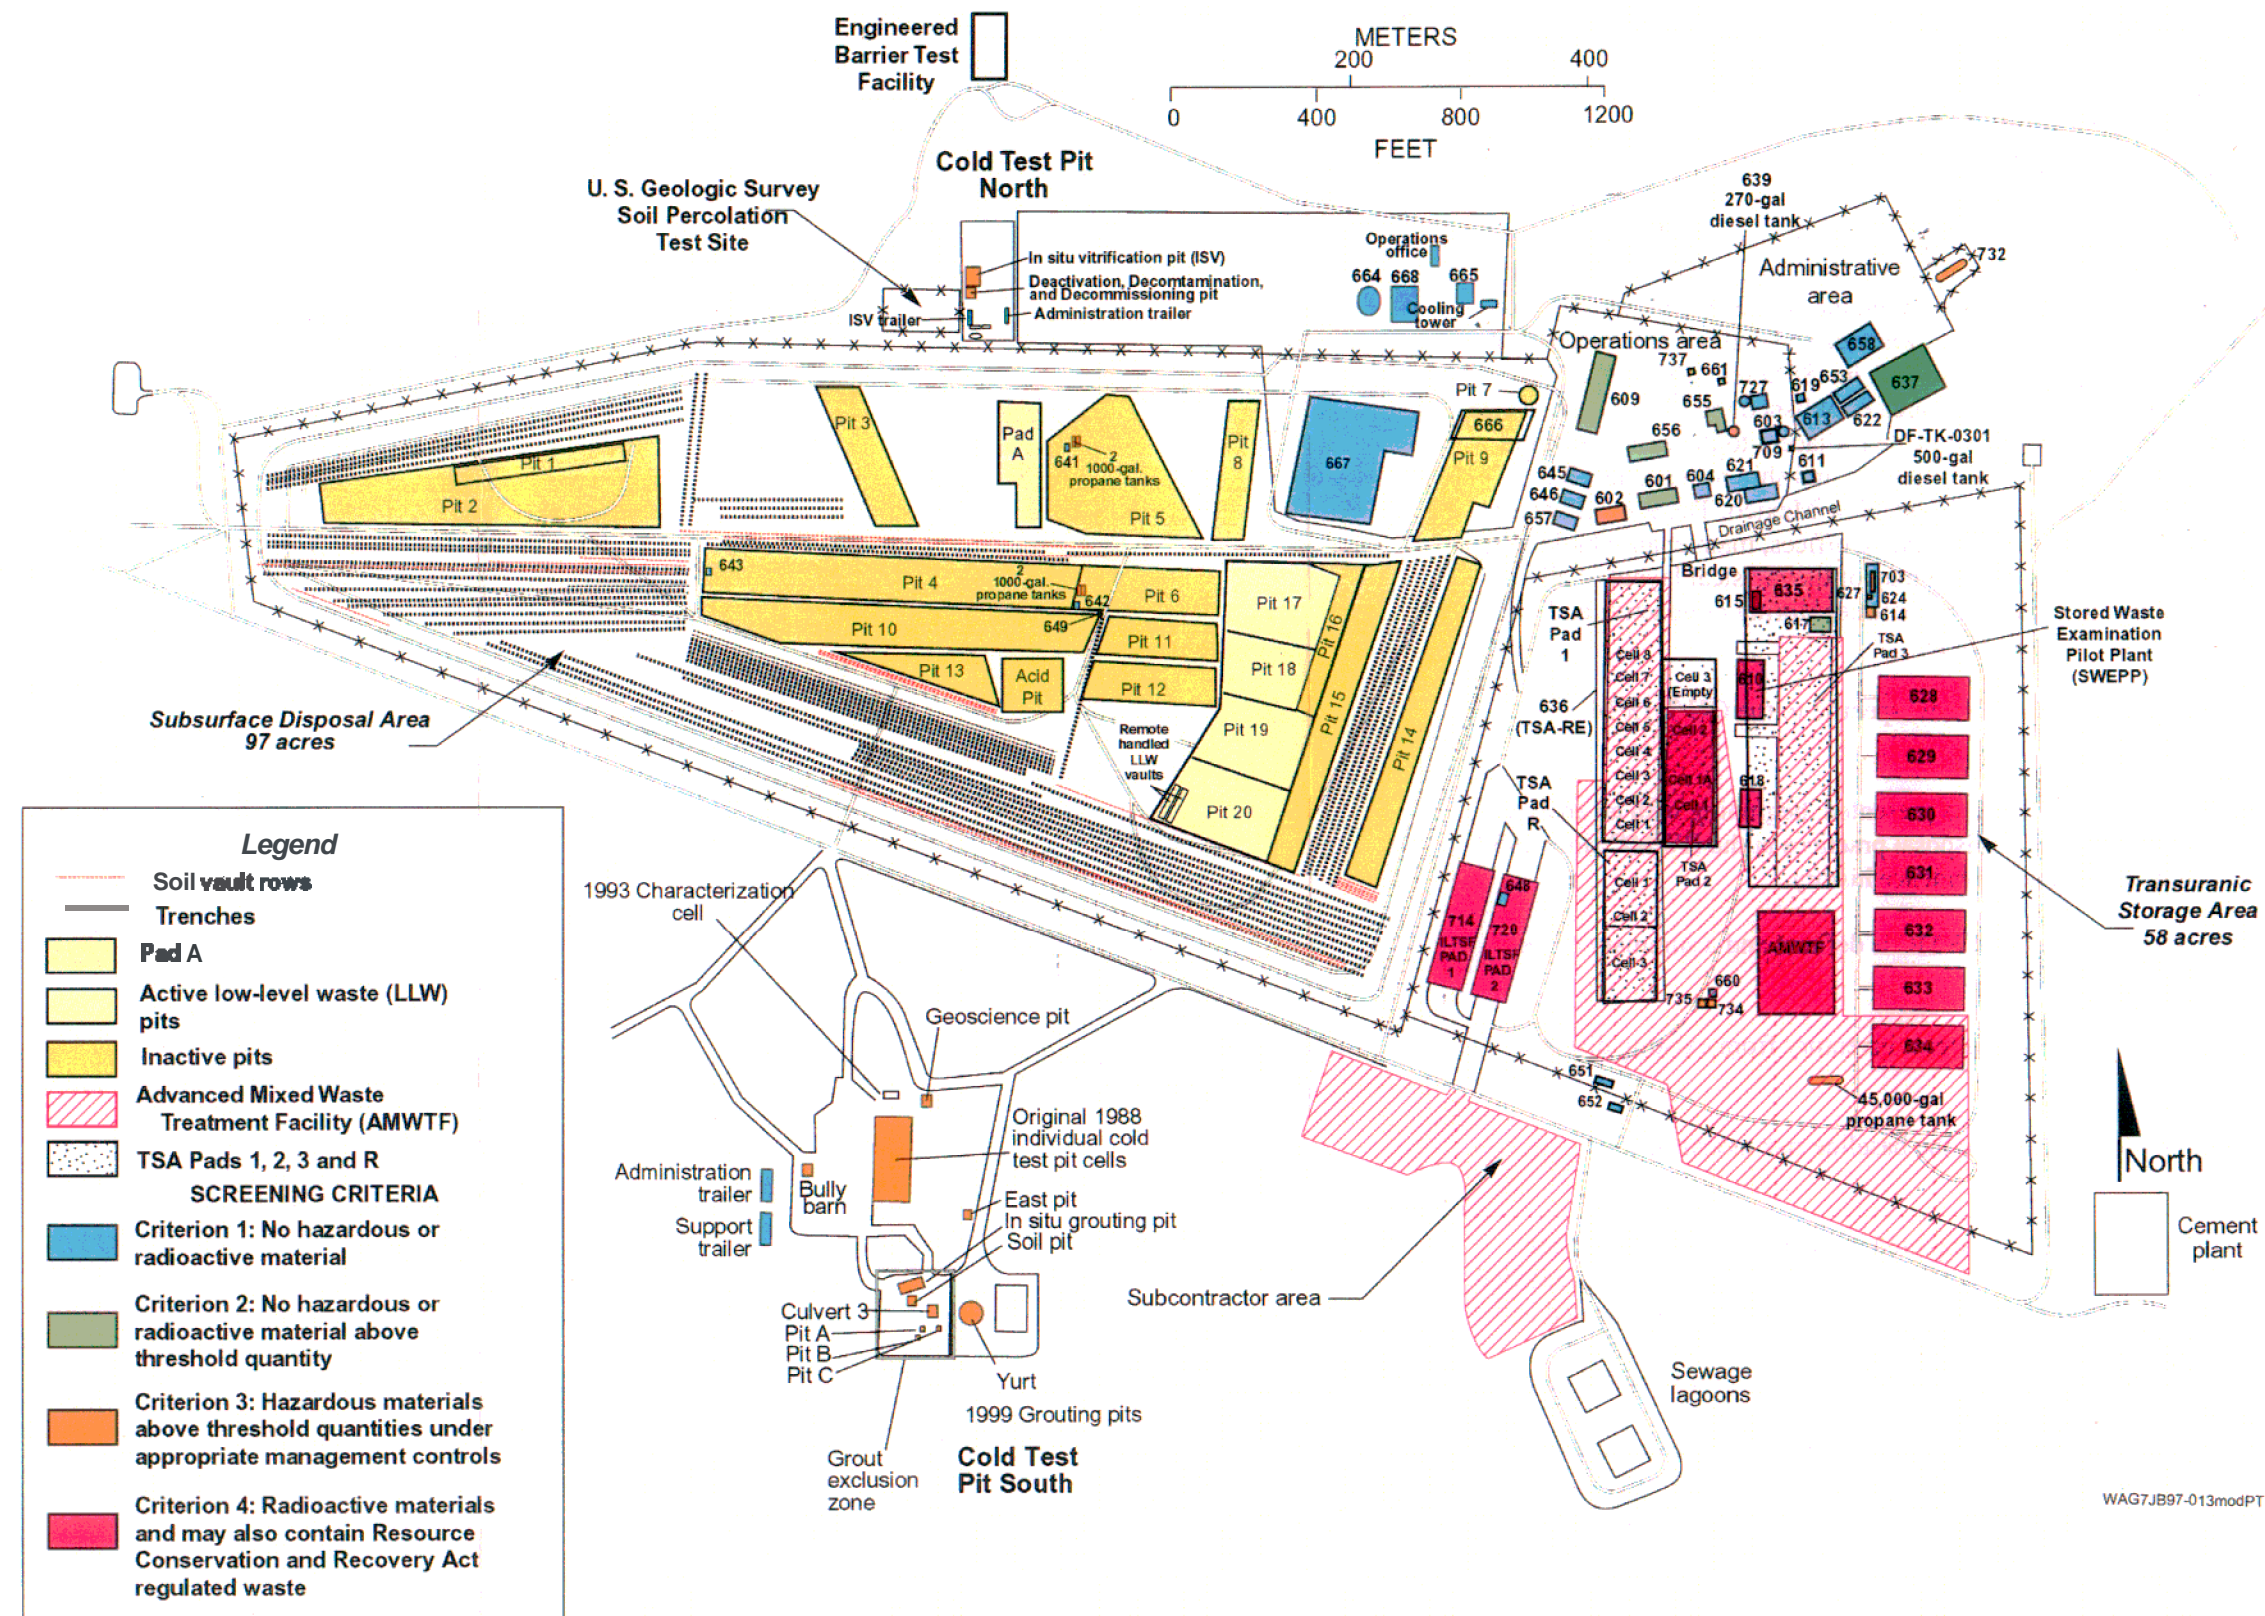 Engineered
Barrier Test
Facility
METERS
200
400
0
400
800
1200
FEET
Cold Test Pit
North
U. S. Geologic Survey
Soil Percolation
Test Site
In situ vitrification pit (ISV)
Deactivation, Decomtamination,
and Decommissioning pit
ISV trailer
Administration trailer
Operations
office
664
668
665
Cooling
tower
639
270-gal
diesel tank
Administrative
area
732
Operations area
658
737
661
637
609
655
727
619
653
656
603
613
622
709
DF-TK-0301
500-gal
diesel tank
645
646
657
602
601
604
621
620
611
Drainage Channel
Pit 7
666
Pit 9
667
Pit
8
Pit 3
Pad
A
641
2
1000-gal.
propane tanks
Pit 5
Pit 1
Pit 2
643
Pit 4
2
1000-gal.
propane tanks
642
649
Pit 6
Pit 10
Pit 11
Pit 12
Pit 13
Acid
Pit
Pit 17
Pit 18
Pit 19
Pit 20
Pit 16
Pit 15
Pit 14
Remote
handled
LLW
vaults
Subsurface Disposal Area
97 acres
Bridge
TSA
Pad
1
615
635
627
703
624
614
617
TSA
Pad 3
Stored Waste
Examination
Pilot Plant
(SWEPP)
Cell 8
Cell 7
Cell 6
Cell 5
Cell 4
Cell 3
Cell 2
Cell 1
Cell 3
(Empty)
Cell 2
Cell 1A
Cell 1
610
618
636
(TSA-RE)
TSA
Pad
R
TSA
Pad 2
Cell 1
Cell 2
Cell 3
628
629
630
631
632
633
634
Transuranic
Storage Area
58 acres
714
ILTSF
PAD
1
648
720
ILTSF
PAD
2
AMWTF
660
735
734
651
652
45,000-gal
propane tank
North
Cement
plant
Subcontractor area
Sewage
lagoons
1993 Characterization
cell
Geoscience pit
Original 1988
individual cold
test pit cells
Administration
trailer
Bully
barn
Support
trailer
East pit
In situ grouting pit
Soil pit
Culvert 3
Pit A
Pit B
Pit C
Yurt
1999 Grouting pits
Grout
exclusion
zone
Cold Test
Pit South
Legend
Soil vault rows
Trenches
Pad A
Active low-level waste (LLW)
pits
Inactive pits
Advanced Mixed Waste
Treatment Facility (AMWTF)
TSA Pads 1, 2, 3 and R
SCREENING CRITERIA
Criterion 1: No hazardous or
radioactive material
Criterion 2: No hazardous or
radioactive material above
threshold quantity
Criterion 3: Hazardous materials
above threshold quantities under
appropriate management controls
Criterion 4: Radioactive materials
and may also contain Resource
Conservation and Recovery Act
regulated waste
WAG7JB97-013modPT